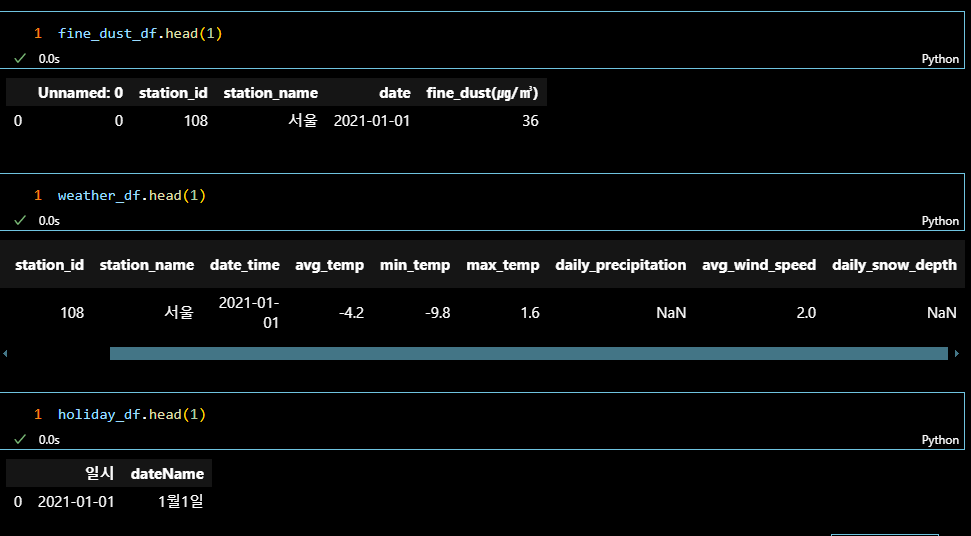 1 fine_dust_df.head(1)
0.0s Python
Unnamed: 0 station_id station_name date fine_dust(㎍/㎥)
0 0 108 서울 2021-01-01 36
1 weather_df.head(1)
0.0s Python
station_id station_name date_time avg_temp min_temp max_temp daily_precipitation avg_wind_speed daily_snow_depth
108 서울 2021-01-
01 -4.2 -9.8 1.6 NaN 2.0 NaN
1 holiday_df.head(1)
0.0s Python
일시 dateName
0 2021-01-01 1월1일